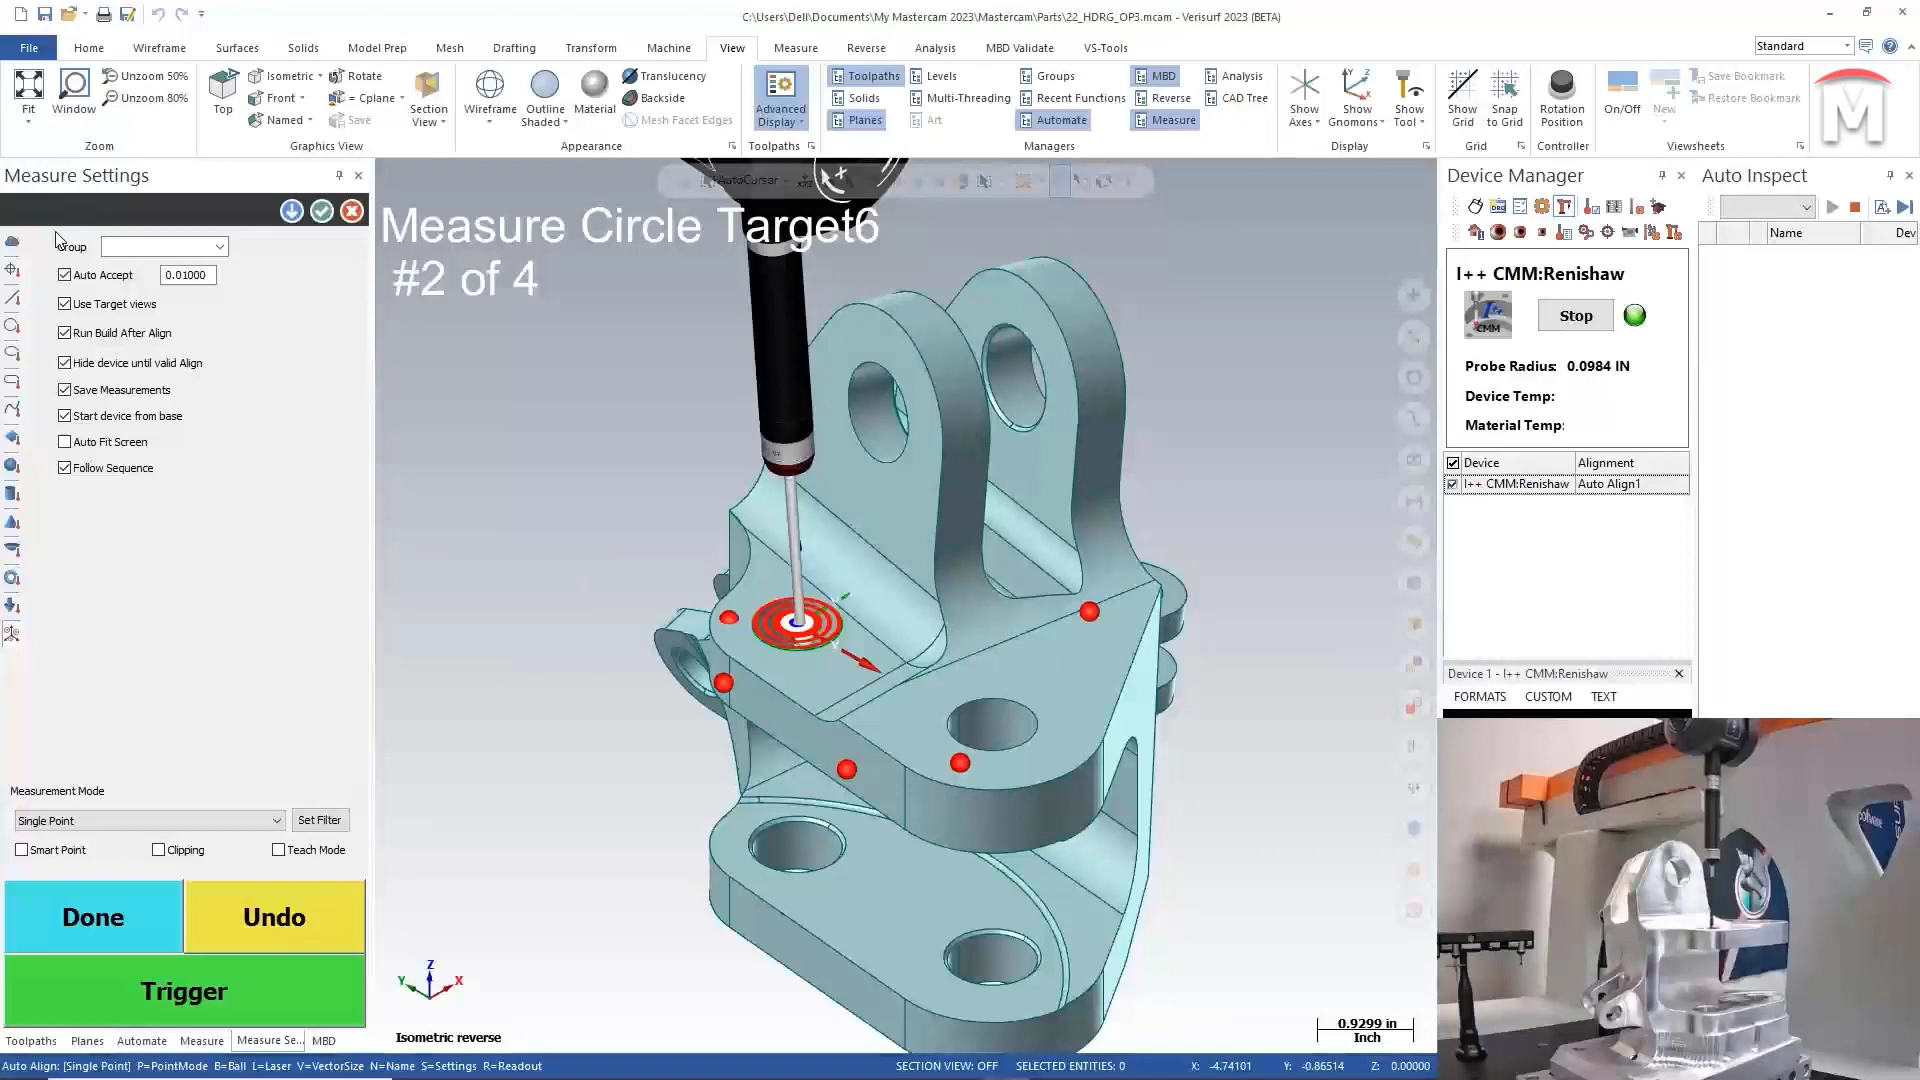 C:\Users\Dell\Documents\My Mastercam 2023\Mastercam\Parts\22_HDRG_OP3.mcam - Verisurf 2023 (BETA)
File Home Wireframe Surfaces Solids Model Prep Mesh Drafting Transform Machine View Measure Reverse Analysis MBD Validate VS-Tools Standard
Fit Window Unzoom 50% Unzoom 80% Zoom
Top Isometric Front Named Rotate = Cplane Save Section View Graphics View
Wireframe Outline Shaded Material Translucency Backside Mesh Facet Edges Appearance
Advanced Display Toolpaths
Toolpaths Levels Groups MBD Analysis
Solids Multi-Threading Recent Functions Reverse CAD Tree
Planes Art Automate Measure
Managers
Show Axes Show Gnomons Show Tool Display
Show Grid Snap to Grid Grid
Rotation Position Controller
On/Off New Save Bookmark Restore Bookmark Viewsheets
Measure Settings
Group
Auto Accept 0.01000
Use Target views
Run Build After Align
Hide device until valid Align
Save Measurements
Start device from base
Auto Fit Screen
Follow Sequence
Measurement Mode
Single Point Set Filter
Smart Point Clipping Teach Mode
Done Undo
Trigger
Toolpaths Planes Automate Measure Measure Se... MBD
AutoCursor
Measure Circle Target6
#2 of 4
Z
Y X
Isometric reverse
0.9299 in
Inch
Device Manager
I++ CMM:Renishaw
CMM
Stop
Probe Radius: 0.0984 IN
Device Temp:
Material Temp:
Device Alignment
I++ CMM:Renishaw Auto Align1
Device 1 - I++ CMM:Renishaw
FORMATS CUSTOM TEXT
Auto Inspect
Name Dev
Auto Align: [Single Point] P=PointMode B=Ball L=Laser V=VectorSize N=Name S=Settings R=Readout SECTION VIEW: OFF SELECTED ENTITIES: 0 X: -4.74101 Y: -0.86514 Z: 0.00000